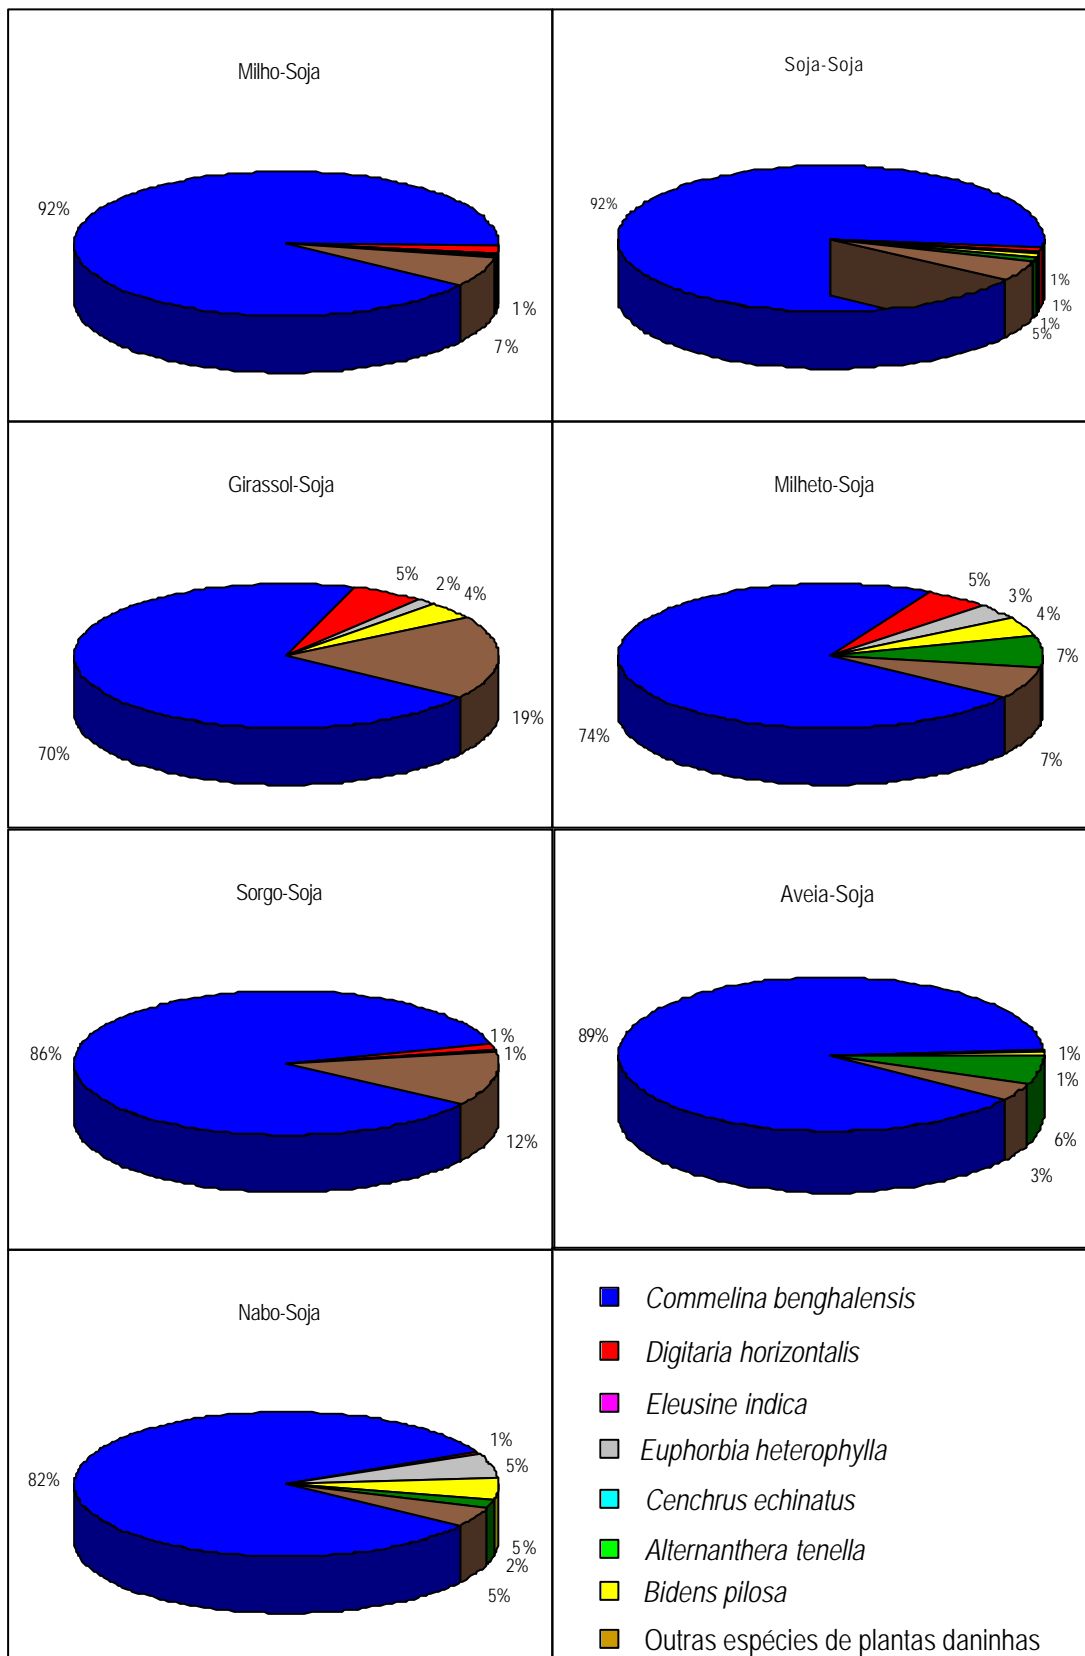 Milho-Soja
92%
1%
7%
Soja-Soja
92%
1%
1%
1%
5%
Girassol-Soja
5%
2%
4%
19%
70%
Milheto-Soja
5%
3%
4%
7%
74%
7%
Sorgo-Soja
86%
1%
1%
12%
Aveia-Soja
89%
1%
1%
6%
3%
Nabo-Soja
82%
1%
5%
5%
2%
5%
Commelina benghalensis
Digitaria horizontalis
Eleusine indica
Euphorbia heterophylla
Cenchrus echinatus
Alternanthera tenella
Bidens pilosa
Outras espécies de plantas daninhas